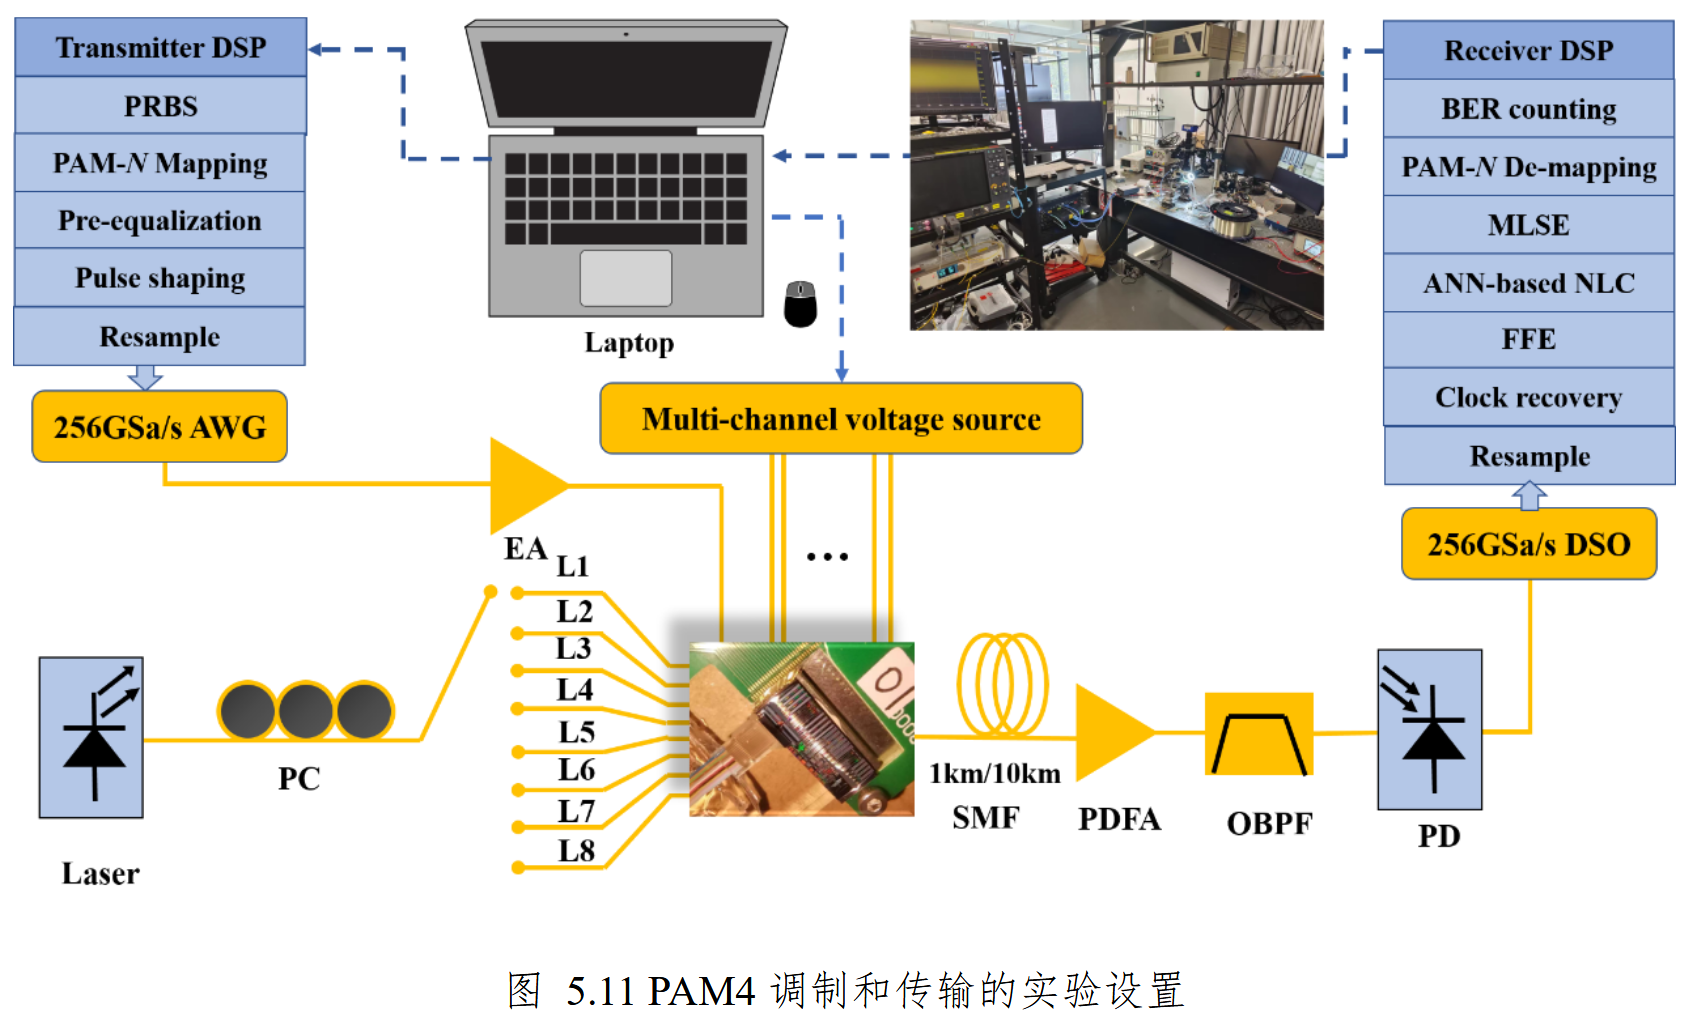 Transmitter DSP
PRBS
PAM-N Mapping
Pre-equalization
Pulse shaping
Resample
256GSa/s AWG
Laptop
Multi-channel voltage source
Receiver DSP
BER counting
PAM-N De-mapping
MLSE
ANN-based NLC
FFE
Clock recovery
Resample
256GSa/s DSO
EA
...
L1
L2
L3
L4
L5
L6
L7
L8
Laser
PC
01
1km/10km
SMF
PDFA
OBPF
PD
图 5.11 PAM4 调制和传输的实验设置